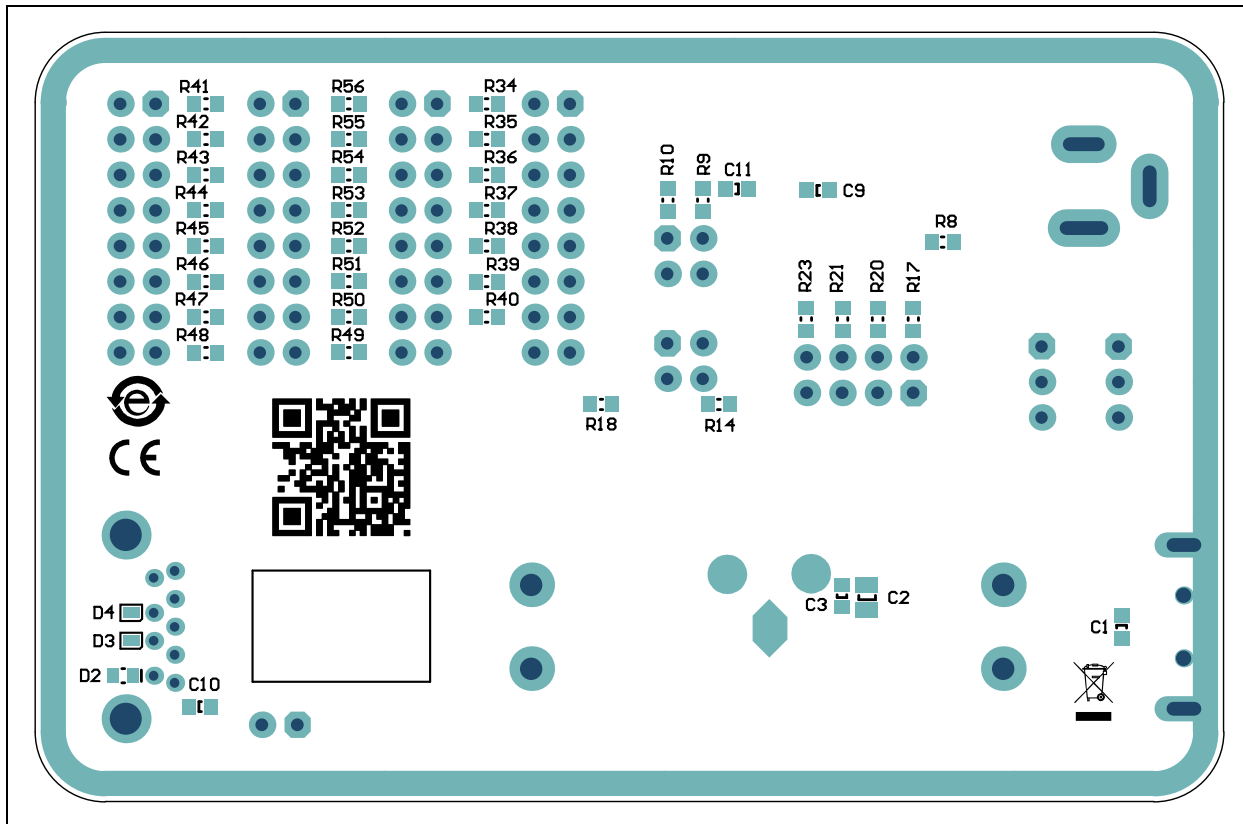 R41 R56 R34
R42 R55 R35
R43 R54 R36
R10 R9 C11 C9
R44 R53 R37
R45 R52 R38 R8
R46 R51 R39
R23 R21 R20 R17
R47 R50 R40
R48 R49
e
R18 R14
CE
D4 C3 C2
D3 C1
D2 C10